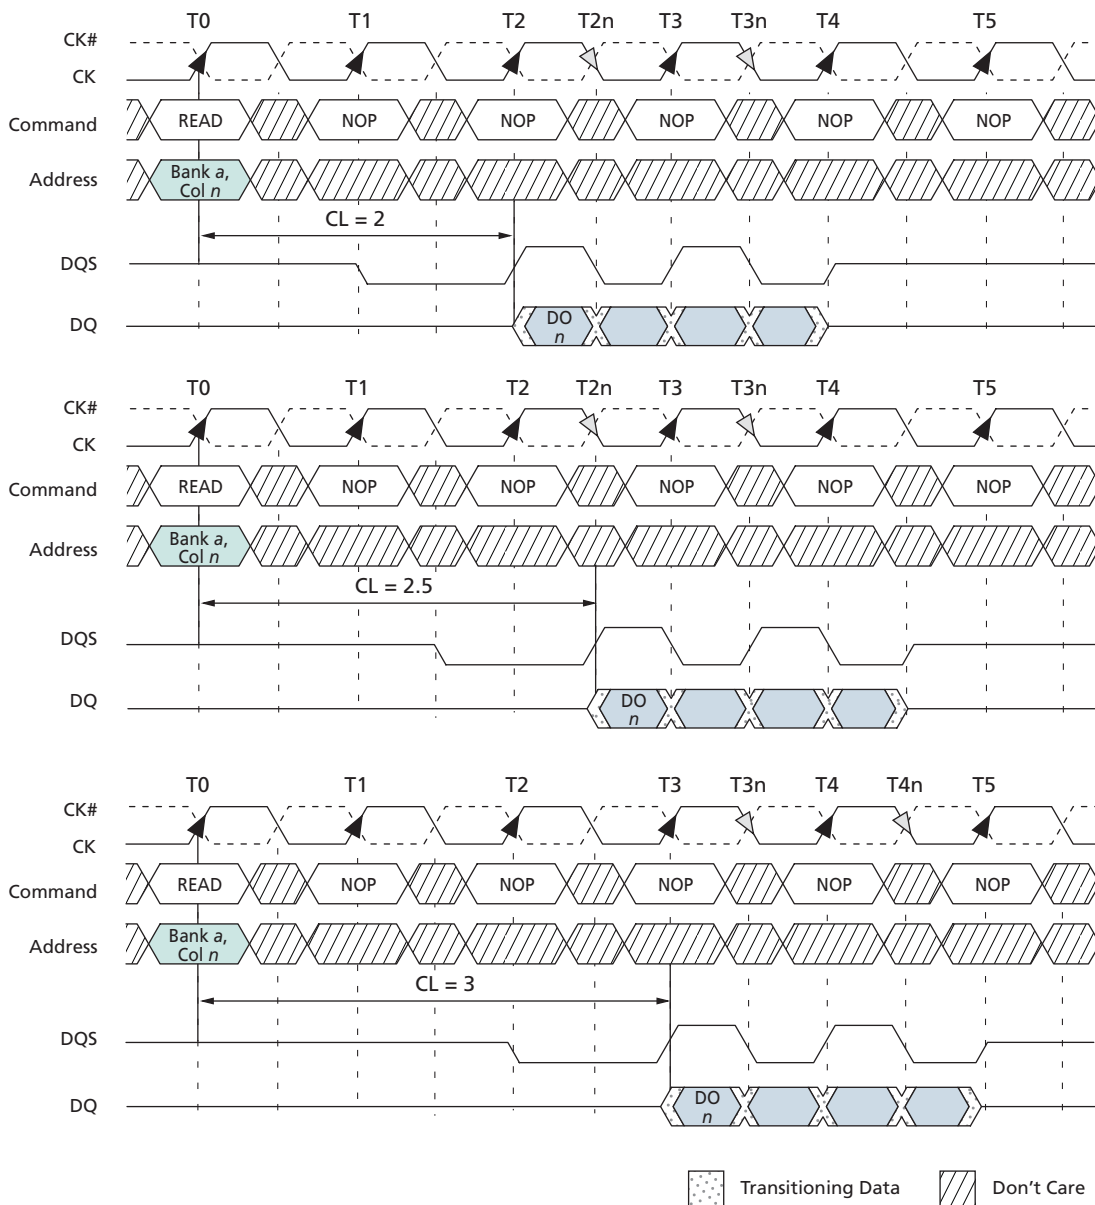 T0 T1 T2 T2n T3 T3n T4 T5
CK#
CK
Command READ NOP NOP NOP NOP NOP
Address Bank a,
Col n
CL = 2
DQS
DQ DO
n
T0 T1 T2 T2n T3 T3n T4 T5
CK#
CK
Command READ NOP NOP NOP NOP NOP
Address Bank a,
Col n
CL = 2.5
DQS
DQ DO
n
T0 T1 T2 T3 T3n T4 T4n T5
CK#
CK
Command READ NOP NOP NOP NOP NOP
Address Bank a,
Col n
CL = 3
DQS
DQ DO
n
Transitioning Data Don't Care